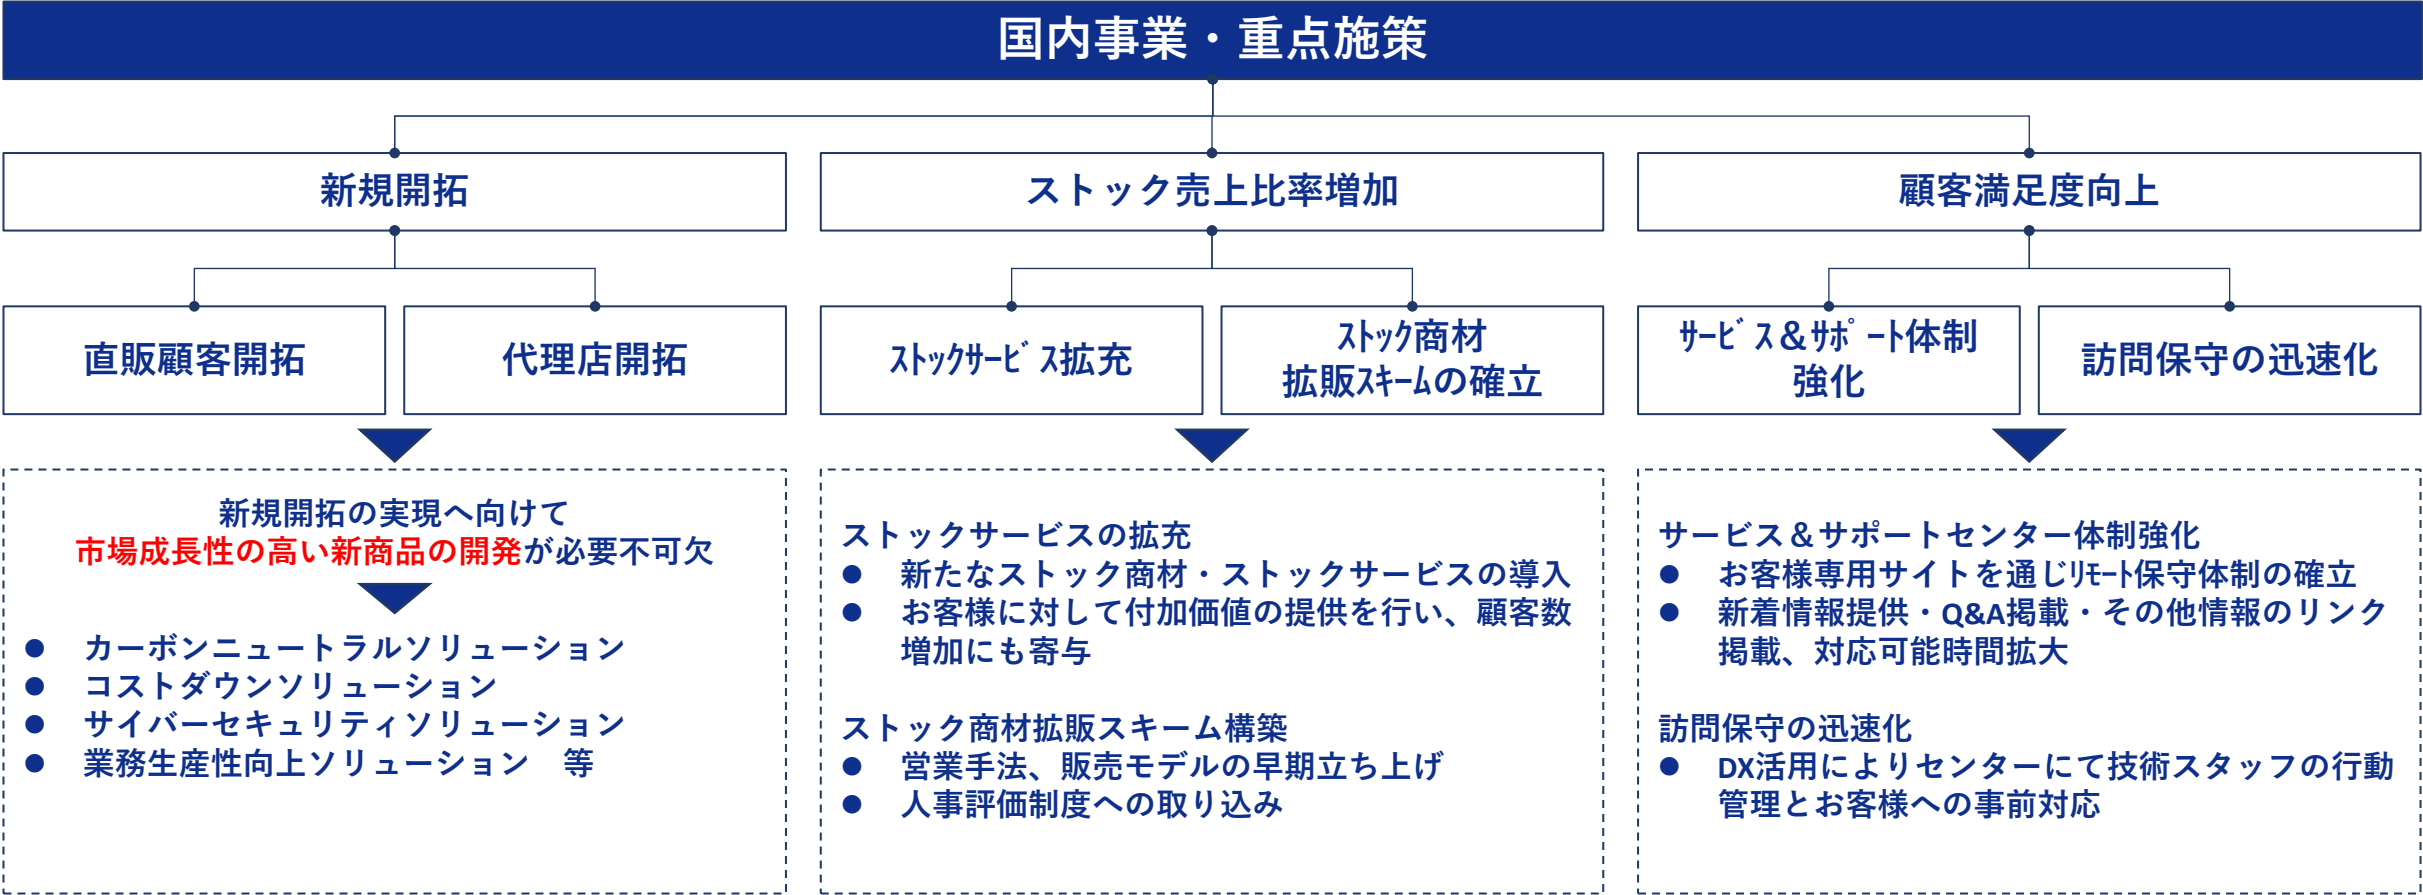 国内事業・重点施策
新規開拓
ストック売上比率増加
顧客満足度向上
直販顧客開拓
代理店開拓
ｽﾄｯｸｻｰﾋﾞｽ拡充
ｽﾄｯｸ商材
拡販ｽｷｰﾑの確立
ｻｰﾋﾞｽ＆ｻﾎﾟｰﾄ体制
強化
訪問保守の迅速化
新規開拓の実現へ向けて
市場成長性の高い新商品の開発が必要不可欠
● カーボンニュートラルソリューション
● コストダウンソリューション
● サイバーセキュリティソリューション
● 業務生産性向上ソリューション　等
ストックサービスの拡充
● 新たなストック商材・ストックサービスの導入
● お客様に対して付加価値の提供を行い、顧客数
増加にも寄与
ストック商材拡販スキーム構築
● 営業手法、販売モデルの早期立ち上げ
● 人事評価制度への取り込み
サービス＆サポートセンター体制強化
● お客様専用サイトを通じﾘﾓｰﾄ保守体制の確立
● 新着情報提供・Q&A掲載・その他情報のリンク
掲載、対応可能時間拡大
訪問保守の迅速化
● DX活用によりセンターにて技術スタッフの行動
管理とお客様への事前対応